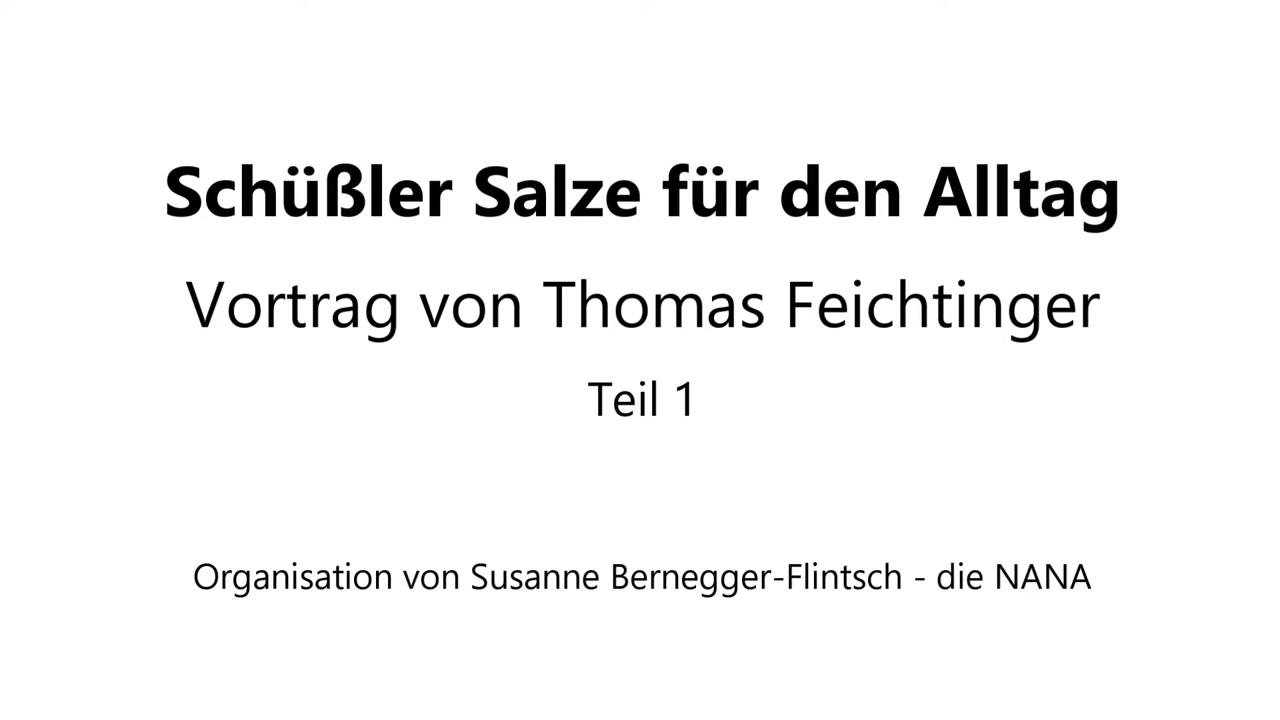 Schüßler Salze für den Alltag
Vortrag von Thomas Feichtinger
Teil 1
Organisation von Susanne Bernegger-Flintsch - die NANA